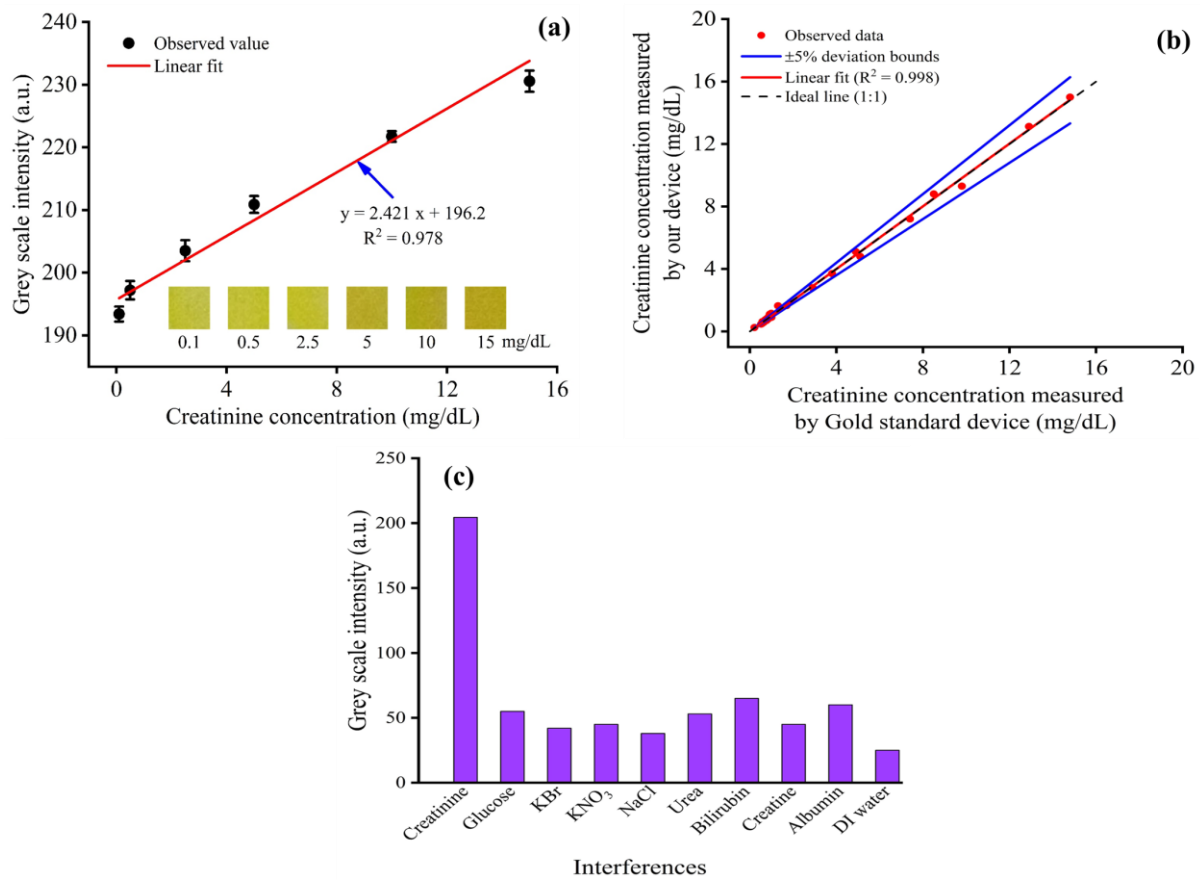 (a)
240
230
220
210
200
190
Grey scale intensity (a.u.)
Observed value
Linear fit
y = 2.421 x + 196.2
R² = 0.978
0.1 0.5 2.5 5 10 15 mg/dL
0 4 8 12 16
Creatinine concentration (mg/dL)
(b)
20
16
12
8
4
0
Creatinine concentration measured
by our device (mg/dL)
Observed data
±5% deviation bounds
Linear fit (R² = 0.998)
Ideal line (1:1)
0 4 8 12 16 20
Creatinine concentration measured
by Gold standard device (mg/dL)
(c)
250
200
150
100
50
0
Grey scale intensity (a.u.)
Creatinine
Glucose
KBr
KNO₃
NaCl
Urea
Bilirubin
Creatine
Albumin
DI water
Interferences